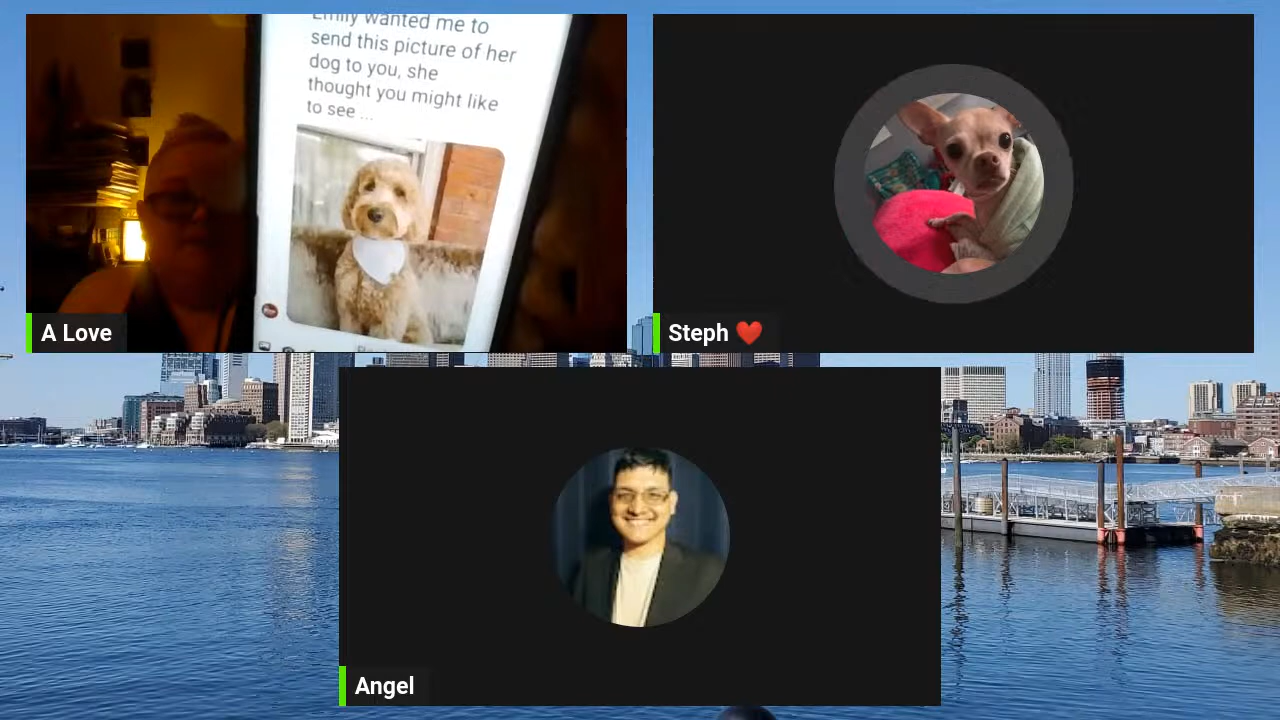 Emily wanted me to
send this picture of her
dog to you, she
thought you might like
to see ...
A Love
Steph ❤️
Angel